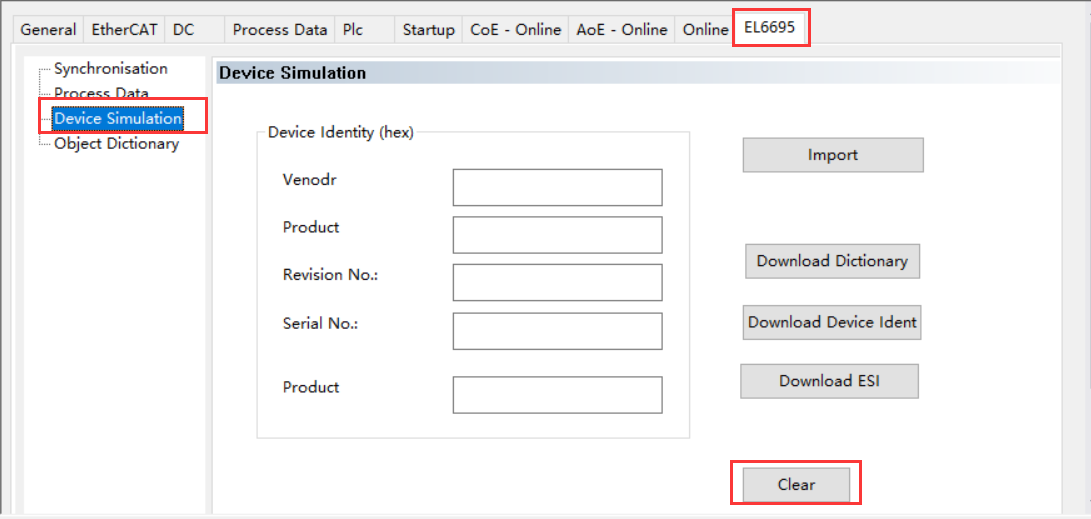 General EtherCAT DC Process Data Plc Startup CoE - Online AoE - Online Online EL6695
Synchronisation
Process Data
Device Simulation
Object Dictionary
Device Simulation
Device Identity (hex)
Venodr
Product
Revision No.:
Serial No.:
Product
Import
Download Dictionary
Download Device Ident
Download ESI
Clear